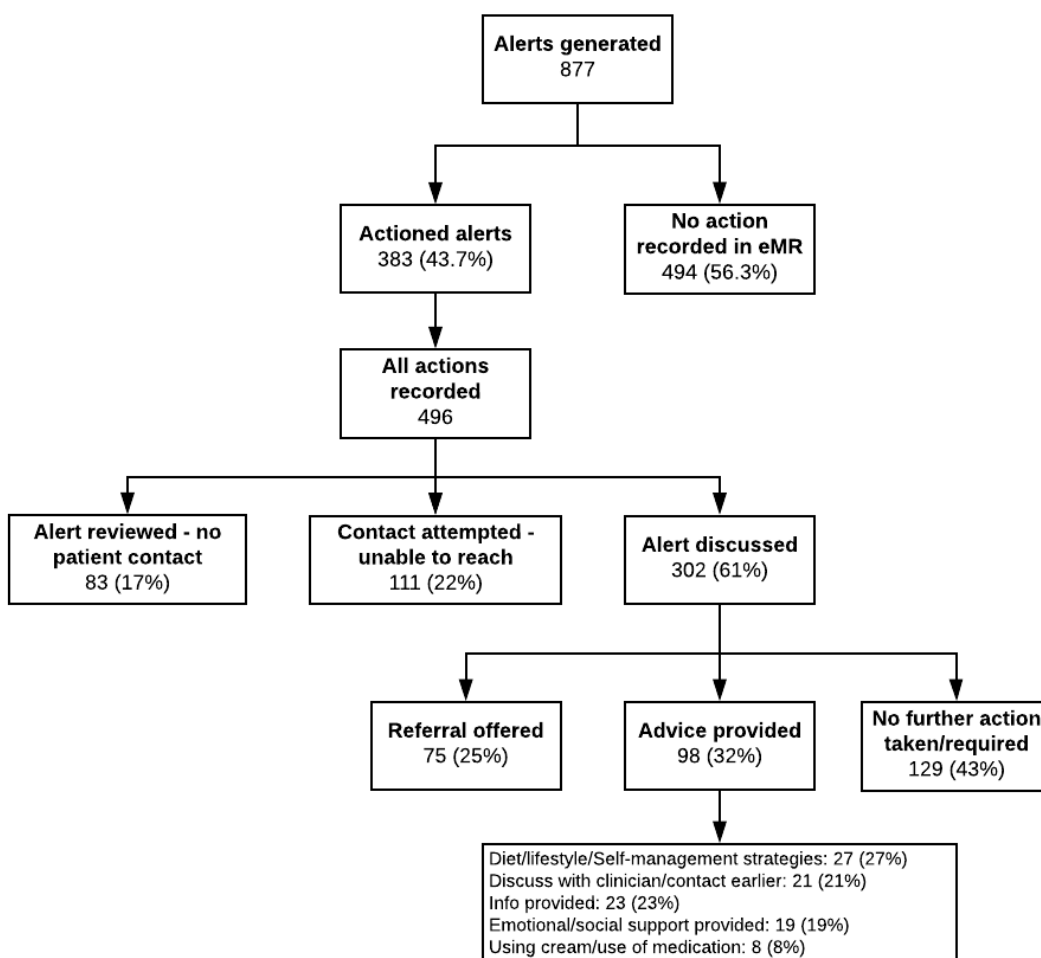 Alerts generated
877
Actioned alerts
383 (43.7%)
No action
recorded in eMR
494 (56.3%)
All actions
recorded
496
Alert reviewed - no
patient contact
83 (17%)
Contact attempted -
unable to reach
111 (22%)
Alert discussed
302 (61%)
Referral offered
75 (25%)
Advice provided
98 (32%)
No further action
taken/required
129 (43%)
Diet/lifestyle/Self-management strategies: 27 (27%)
Discuss with clinician/contact earlier: 21 (21%)
Info provided: 23 (23%)
Emotional/social support provided: 19 (19%)
Using cream/use of medication: 8 (8%)